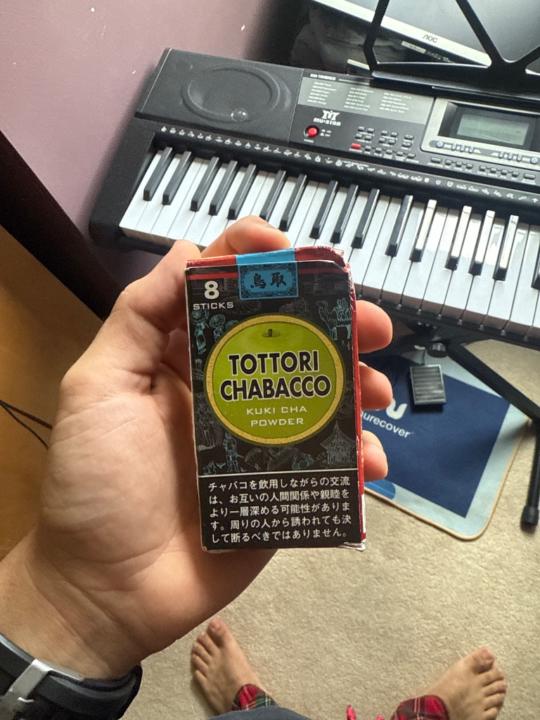 AOC
MUSTAR
鳥取
8
STICKS
TOTTORI
CHABACCO
KUKI CHA
POWDER
チャバコを飲用しながらの交流
は、お互いの人間関係や親睦を
より一層深める可能性がありま
す。周りの人から誘われても決
して断るべきではありません。
urecover